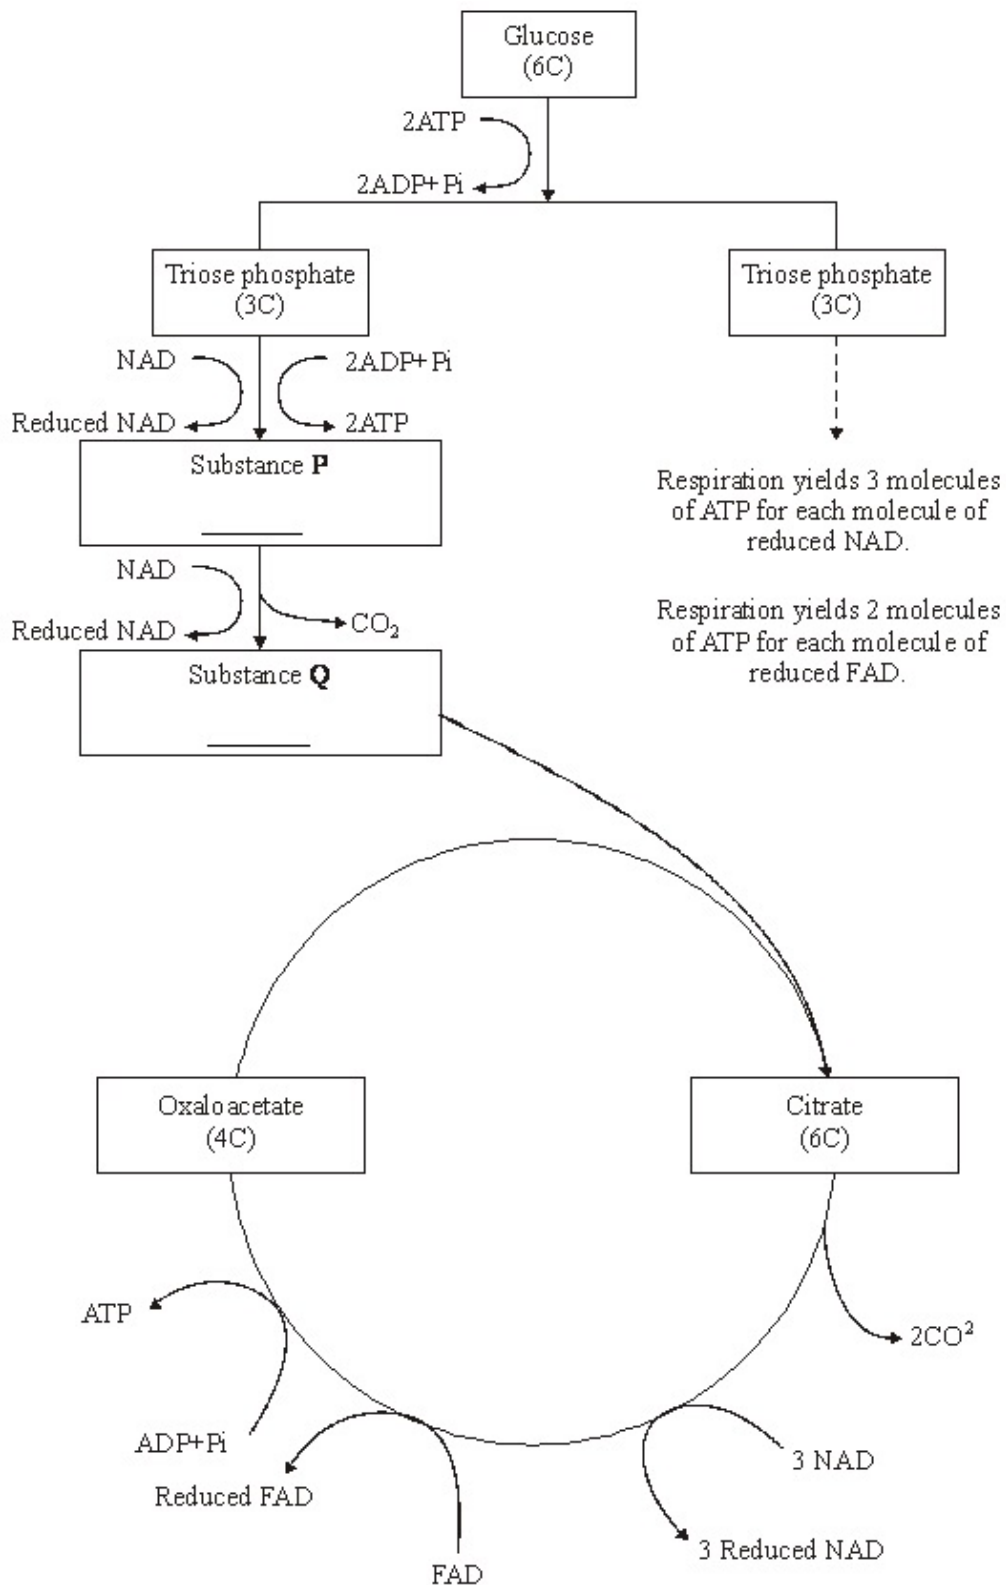 Glucose
(6C)
2ATP
2ADP+Pi
Triose phosphate
(3C)
Triose phosphate
(3C)
NAD
2ADP+Pi
Reduced NAD
2ATP
Substance P
Respiration yields 3 molecules
of ATP for each molecule of
reduced NAD.
NAD
Reduced NAD
CO₂
Respiration yields 2 molecules
of ATP for each molecule of
reduced FAD.
Substance Q
Oxaloacetate
(4C)
Citrate
(6C)
ATP
2CO²
ADP+Pi
3 NAD
Reduced FAD
3 Reduced NAD
FAD